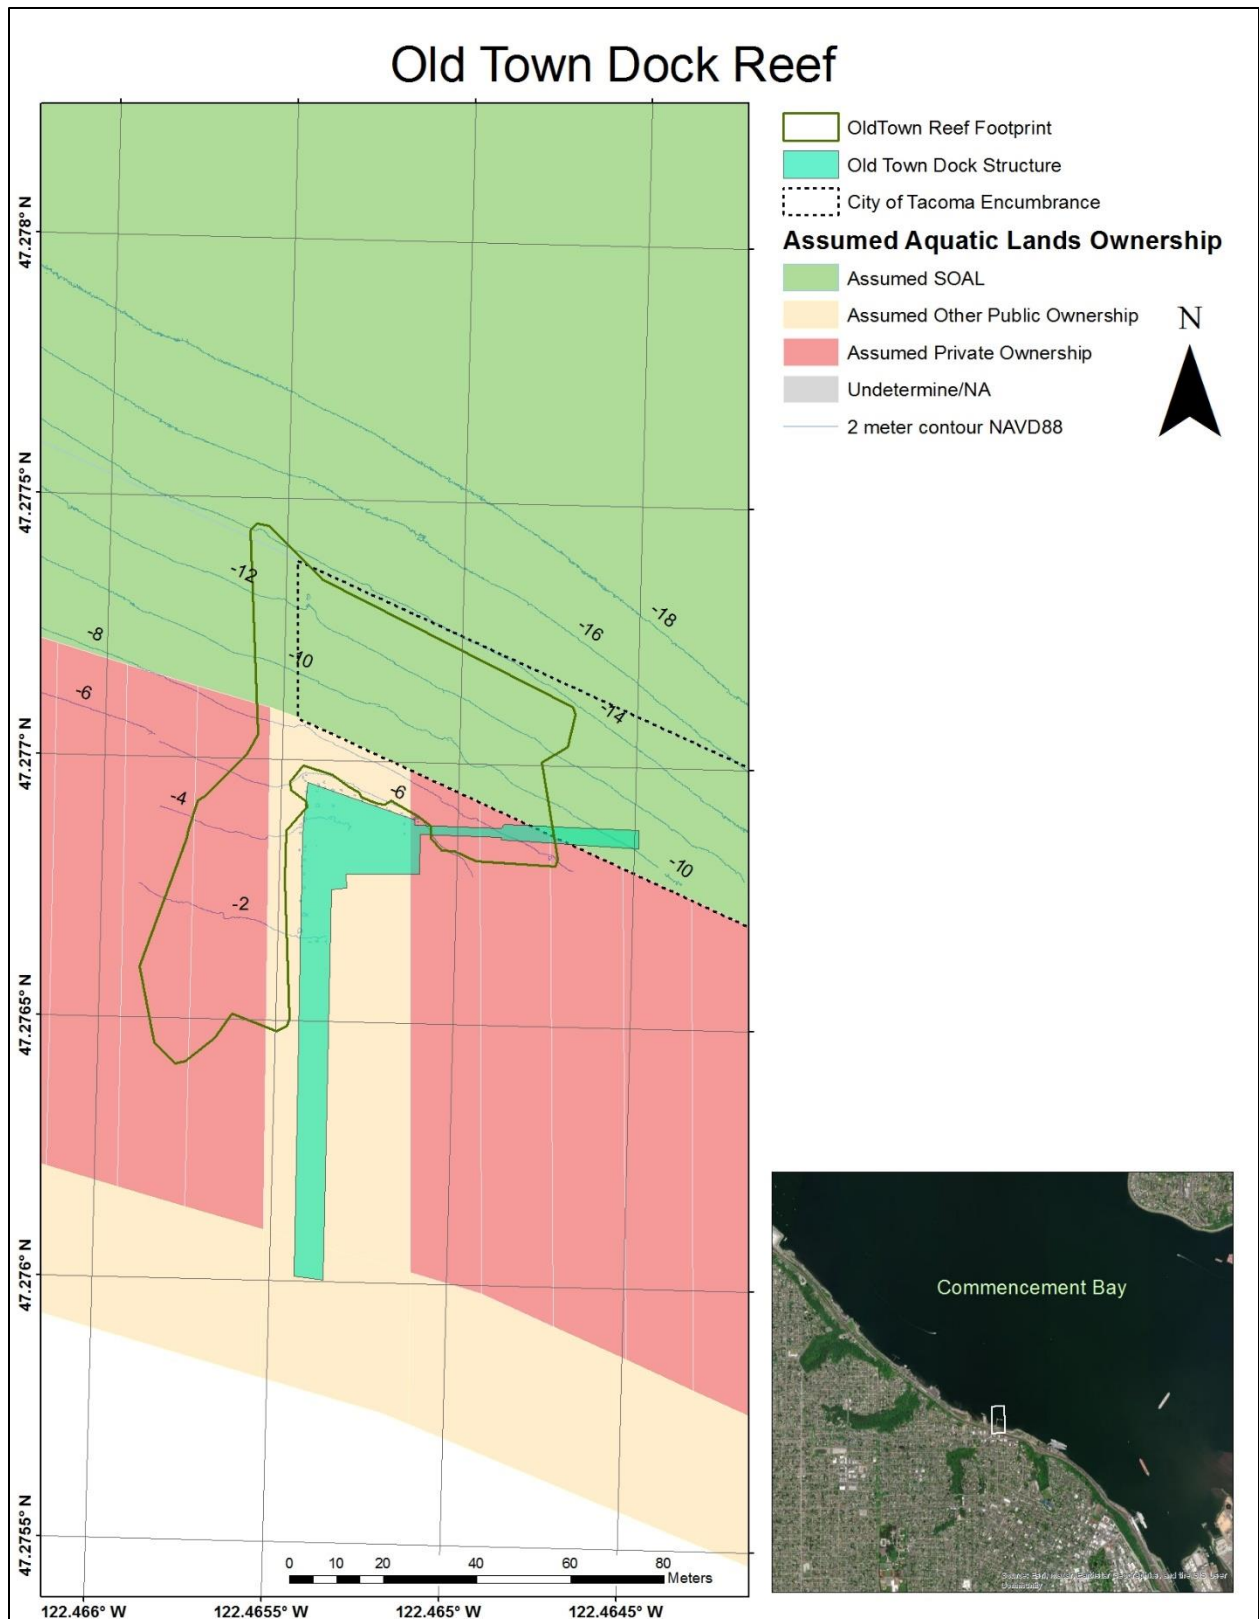 Old Town Dock Reef
OldTown Reef Footprint
Old Town Dock Structure
City of Tacoma Encumbrance
Assumed Aquatic Lands Ownership
Assumed SOAL
Assumed Other Public Ownership
Assumed Private Ownership
Undetermine/NA
2 meter contour NAVD88
N
47.278° N
47.2775° N
47.277° N
47.2765° N
47.276° N
47.2755° N
-12
-18
-16
-8
-10
-6
-14
-4
-6
-10
-2
0 10 20 40 60 80
Meters
122.466° W 122.4655° W 122.465° W 122.4645° W
Commencement Bay
Community